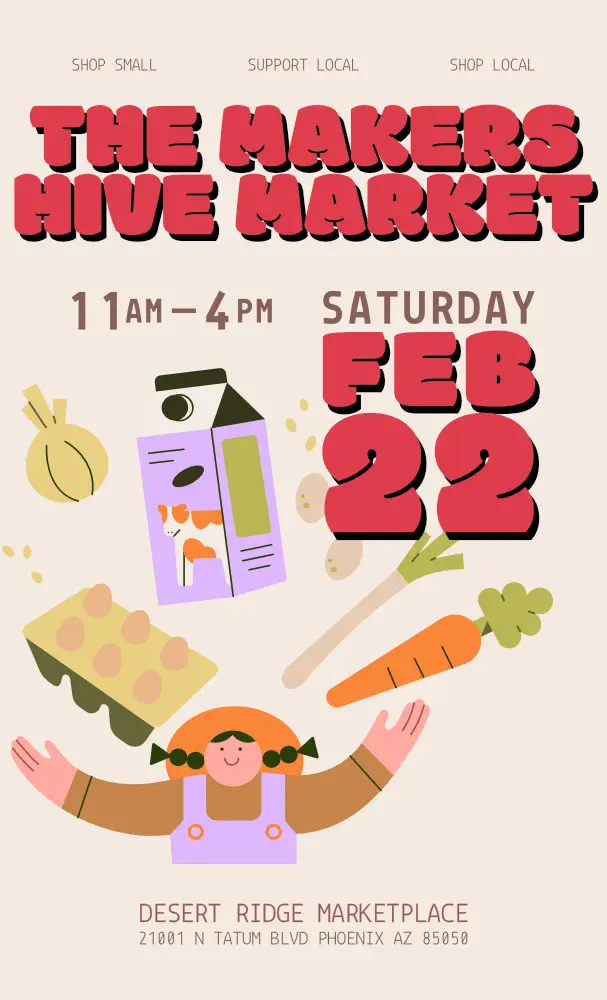 SHOP SMALL SUPPORT LOCAL SHOP LOCAL
THE MAKERS
HIVE MARKET
11AM—4PM
SATURDAY
FEB
22
DESERT RIDGE MARKETPLACE
21001 N TATUM BLVD PHOENIX AZ 85050